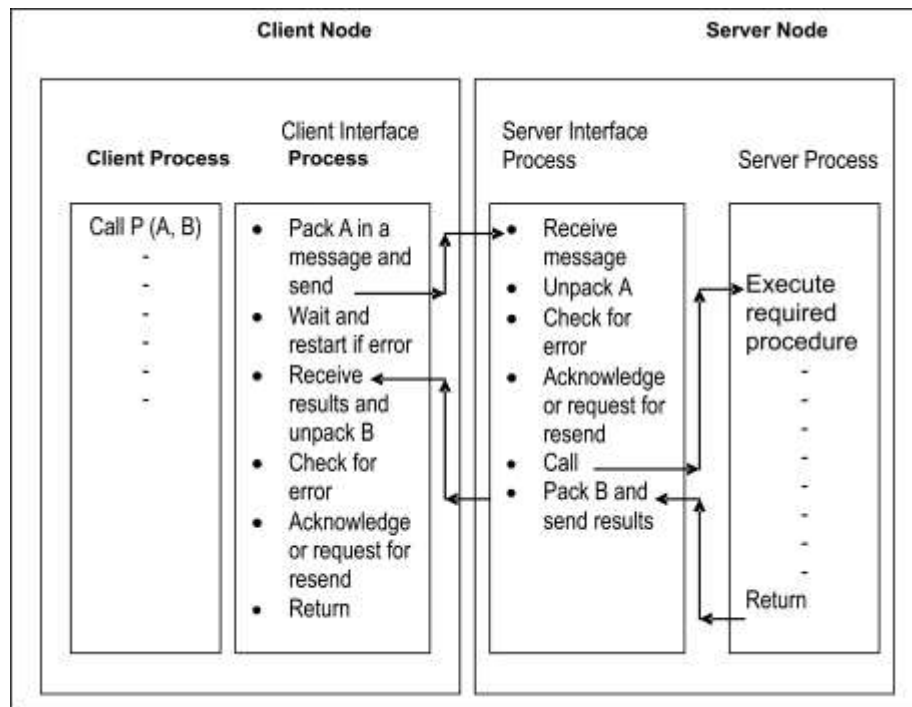 Client Node
Server Node
Client Process
Client Interface
Process
Server Interface
Process
Server Process
Call P (A, B)
-
-
-
-
-
-
• Pack A in a
message and
send
• Wait and
restart if error
• Receive
results and
unpack B
• Check for
error
• Acknowledge
or request for
resend
• Return
• Receive
message
• Unpack A
• Check for
error
• Acknowledge
or request for
resend
• Call
• Pack B and
send results
Execute
required
procedure
-
-
-
-
-
-
-
-
Return